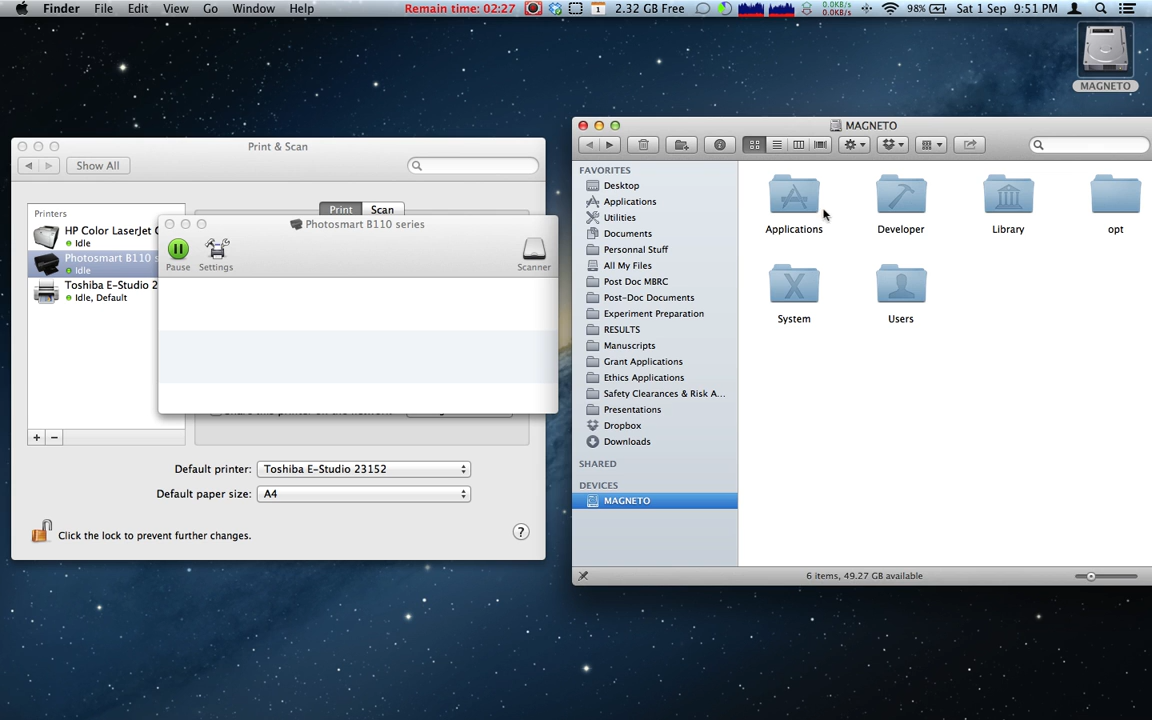 Finder File Edit View Go Window Help Remain time: 02:27 1 2.32 GB Free 0.0KB/s 0.0KB/s 98% Sat 1 Sep 9:51 PM
MAGNETO
Print & Scan
Show All
Print Scan
Printers
HP Color LaserJet
Idle
Photosmart B110 s
Idle
Toshiba E-Studio 2
Idle, Default
Photosmart B110 series
Pause Settings Scanner
+ −
Default printer: Toshiba E-Studio 23152
Default paper size: A4
Click the lock to prevent further changes.
?
MAGNETO
FAVORITES
Desktop
Applications
Utilities
Documents
Personal Stuff
All My Files
Post Doc MBRC
Post-Doc Documents
Experiment Preparation
RESULTS
Manuscripts
Grant Applications
Ethics Applications
Safety Clearances & Risk A...
Presentations
Dropbox
Downloads
SHARED
DEVICES
MAGNETO
Applications Developer Library opt
System Users
6 items, 49.27 GB available